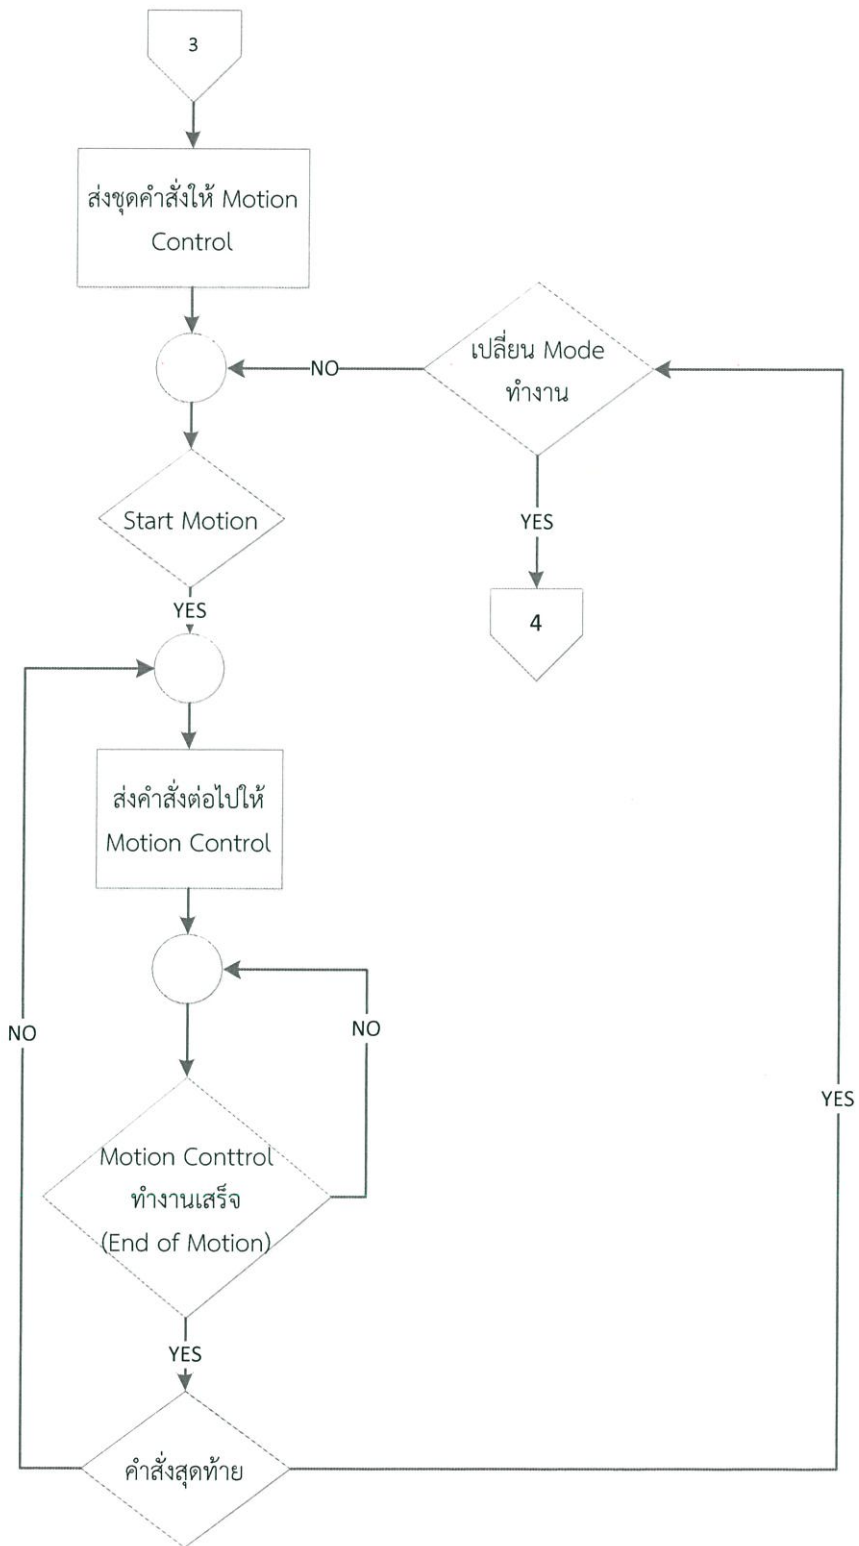 3
ส่งชุดคำสั่งให้ Motion
Control
เปลี่ยน Mode
ทำงาน
NO
Start Motion
YES
YES
4
ส่งคำสั่งต่อไปให้
Motion Control
NO
NO
YES
Motion Conttrol
ทำงานเสร็จ
(End of Motion)
YES
คำสั่งสุดท้าย